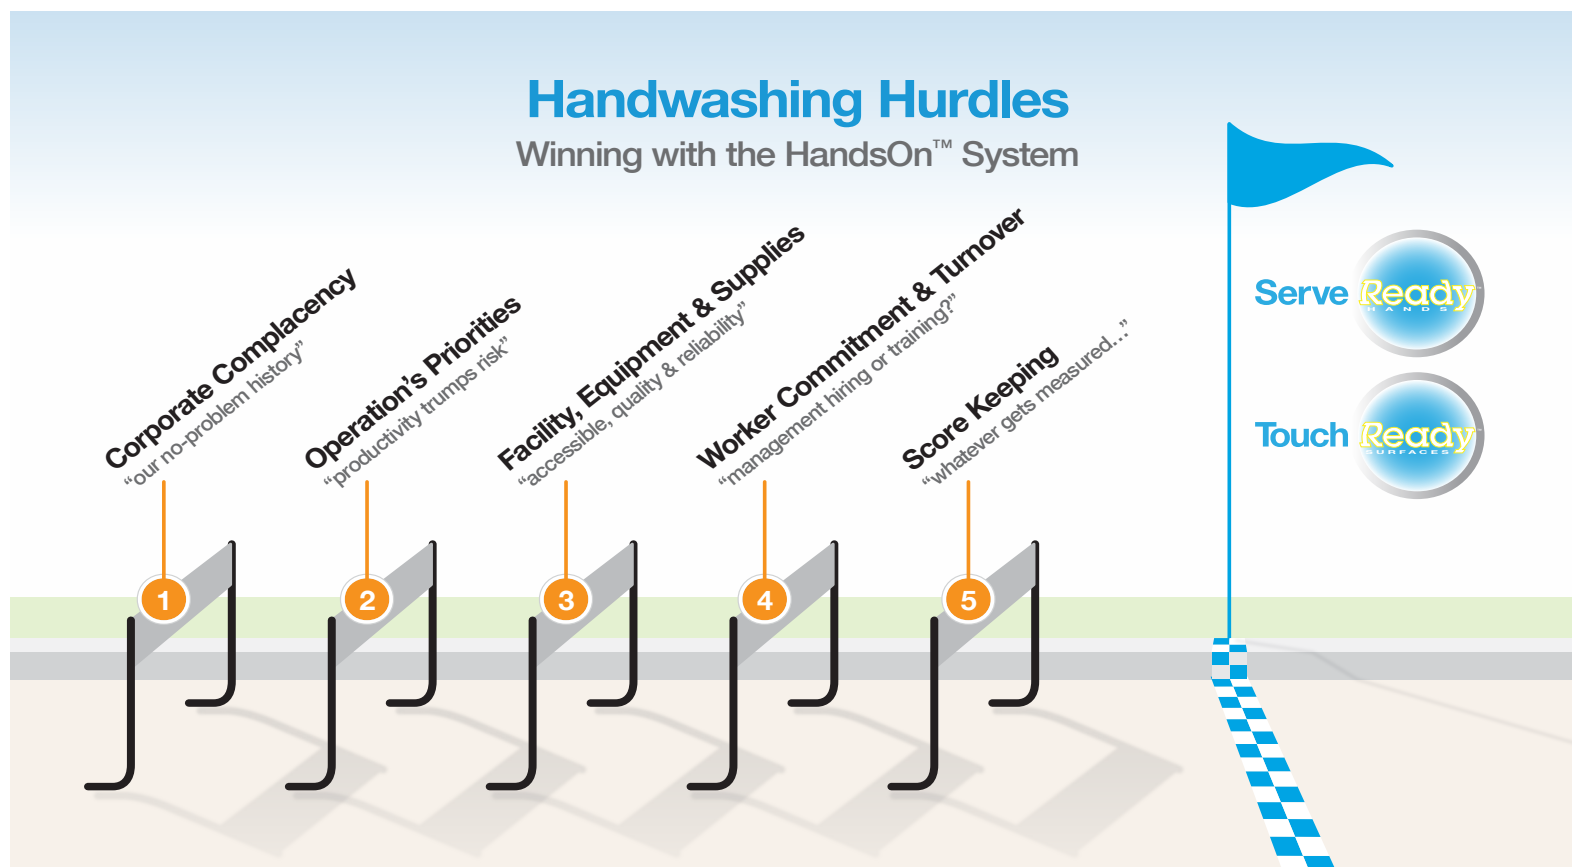 Handwashing Hurdles
Winning with the HandsOn™ System
Corporate Complacency
“our no-problem history”
Operation’s Priorities
“productivity trumps risk”
Facility, Equipment & Supplies
“accessible, quality & reliability”
Worker Commitment & Turnover
“management hiring or training?”
Score Keeping
“whatever gets measured…”
1
2
3
4
5
Serve Ready™
HANDS
Touch Ready™
SURFACES